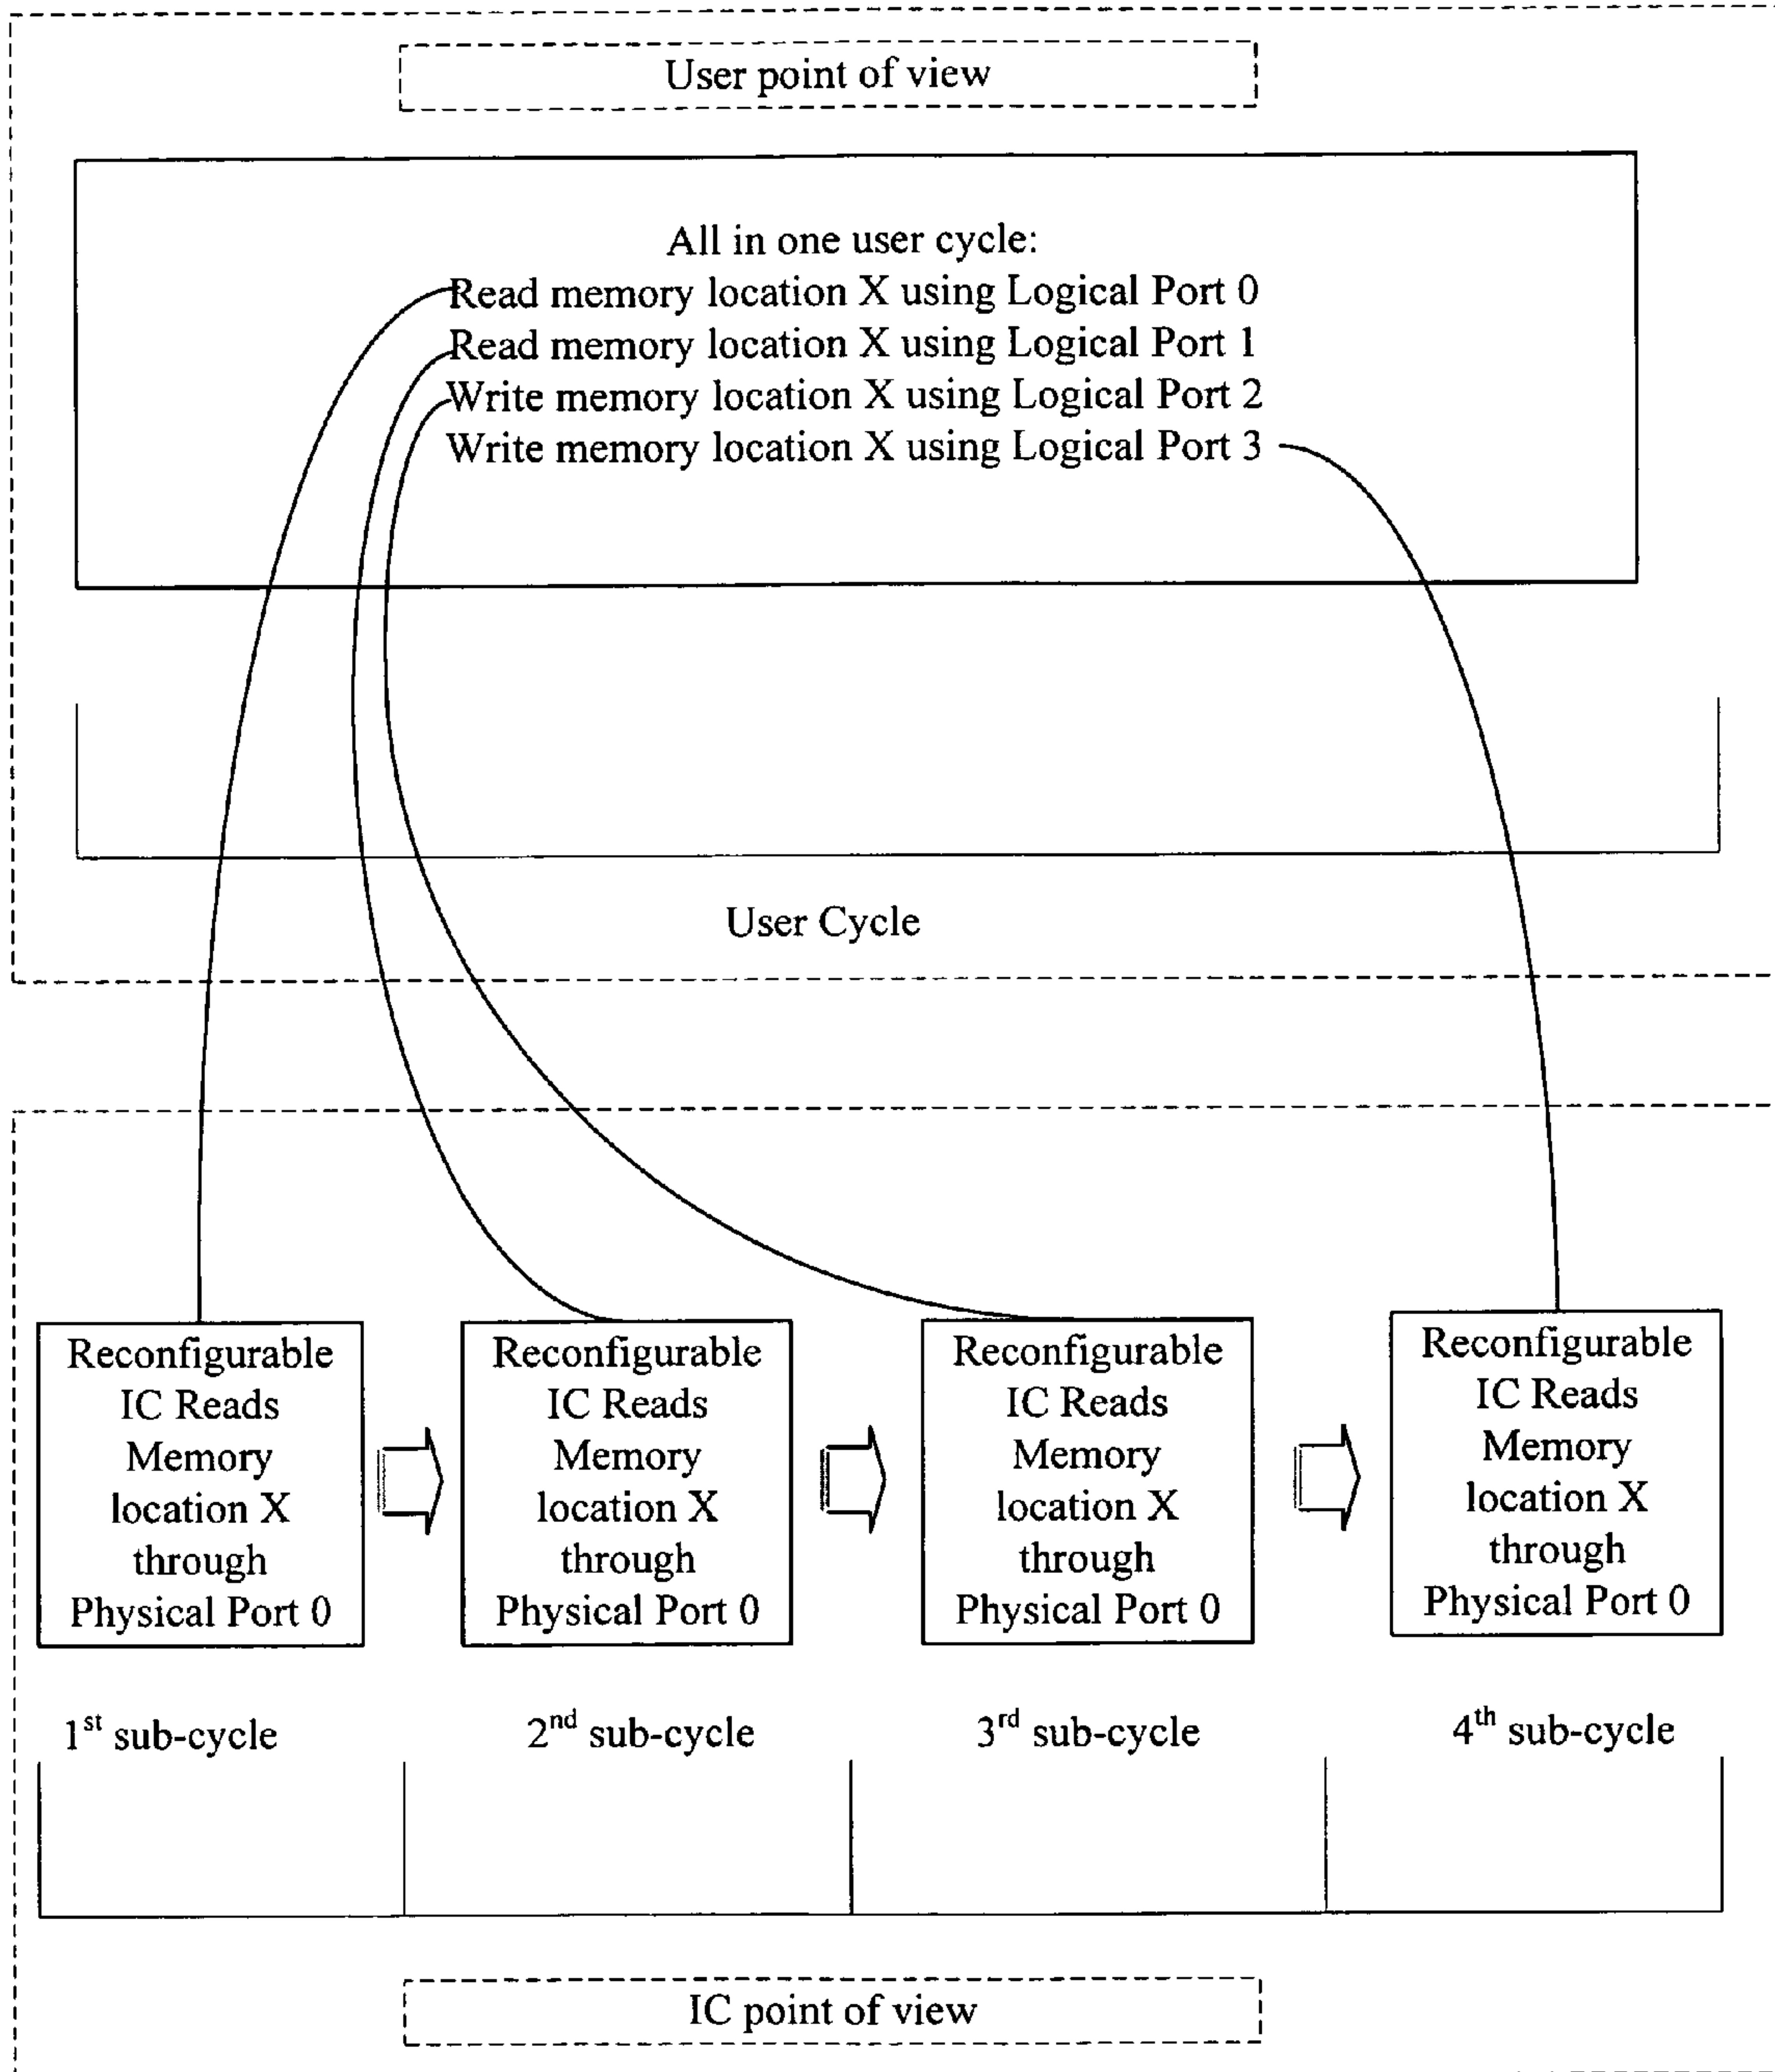 User point of view
All in one user cycle:
Read memory location X using Logical Port 0
Read memory location X using Logical Port 1
Write memory location X using Logical Port 2
Write memory location X using Logical Port 3
User Cycle
Reconfigurable
IC Reads
Memory
location X
through
Physical Port 0
Reconfigurable
IC Reads
Memory
location X
through
Physical Port 0
Reconfigurable
IC Reads
Memory
location X
through
Physical Port 0
Reconfigurable
IC Reads
Memory
location X
through
Physical Port 0
1st sub-cycle
2nd sub-cycle
3rd sub-cycle
4th sub-cycle
IC point of view